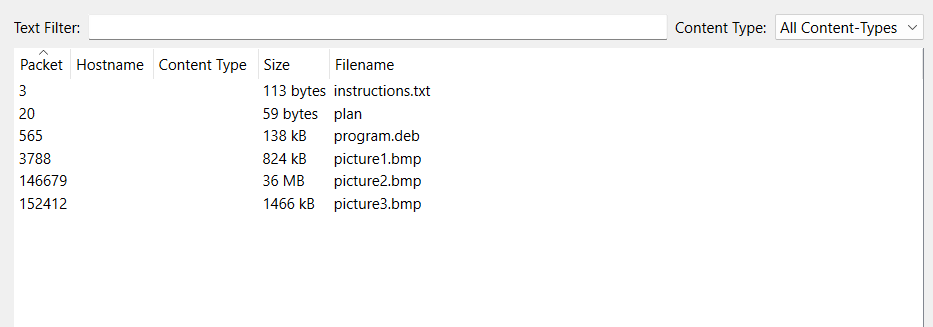 Text Filter: Content Type: All Content-Types
Packet Hostname Content Type Size Filename
3 113 bytes instructions.txt
20 59 bytes plan
565 138 kB program.deb
3788 824 kB picture1.bmp
146679 36 MB picture2.bmp
152412 1466 kB picture3.bmp